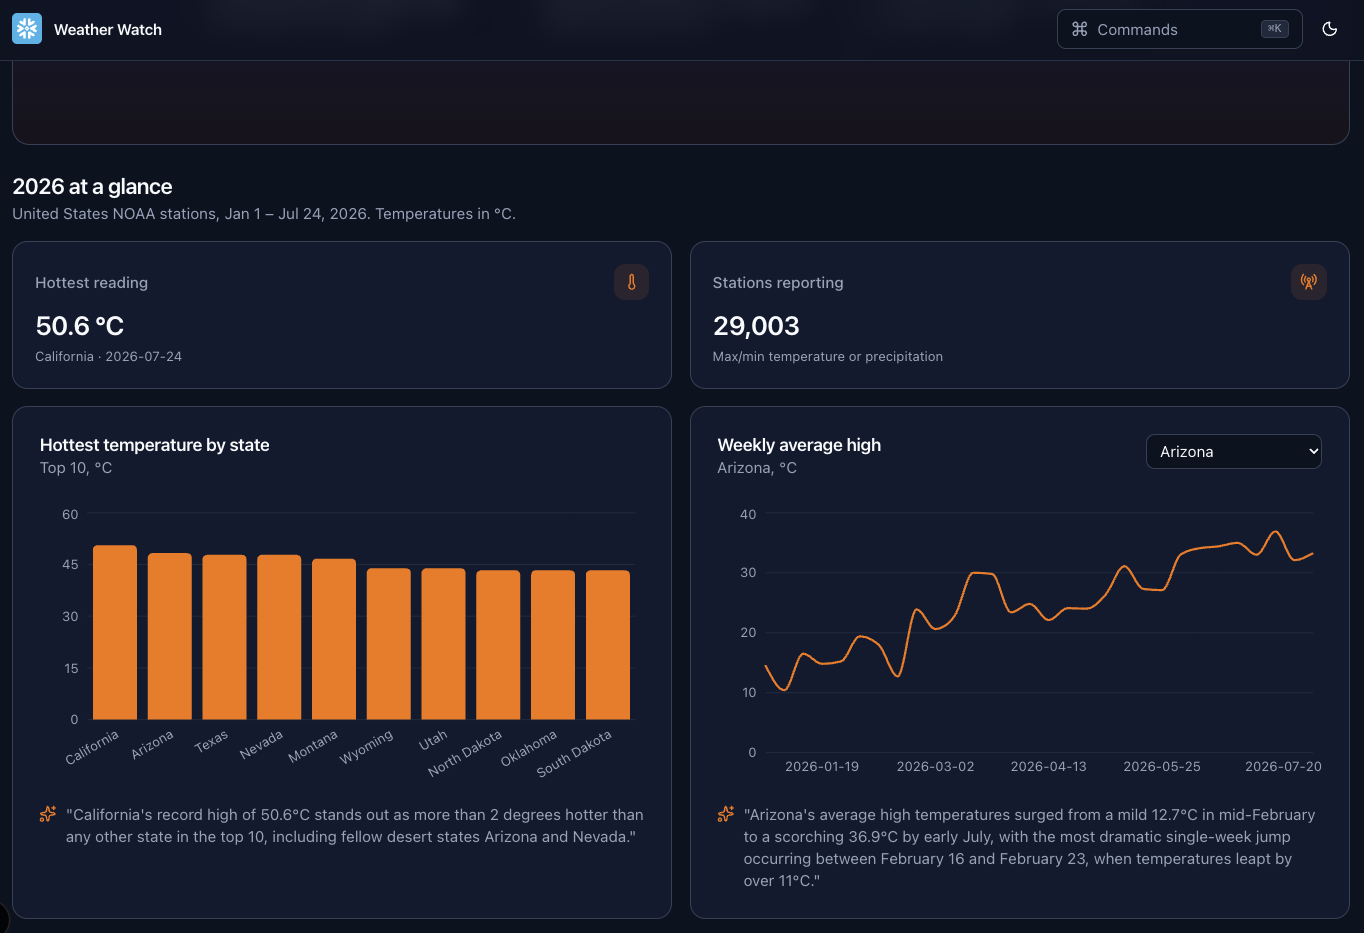 Weather Watch
⌘ Commands ⌘K
2026 at a glance
United States NOAA stations, Jan 1 – Jul 24, 2026. Temperatures in °C.
Hottest reading
50.6 °C
California · 2026-07-24
Stations reporting
29,003
Max/min temperature or precipitation
Hottest temperature by state
Top 10, °C
60
45
30
15
0
California
Arizona
Texas
Nevada
Montana
Wyoming
Utah
North Dakota
Oklahoma
South Dakota
"California's record high of 50.6°C stands out as more than 2 degrees hotter than
any other state in the top 10, including fellow desert states Arizona and Nevada."
Weekly average high
Arizona, °C
Arizona
40
30
20
10
0
2026-01-19
2026-03-02
2026-04-13
2026-05-25
2026-07-20
"Arizona's average high temperatures surged from a mild 12.7°C in mid-February
to a scorching 36.9°C by early July, with the most dramatic single-week jump
occurring between February 16 and February 23, when temperatures leapt by
over 11°C."